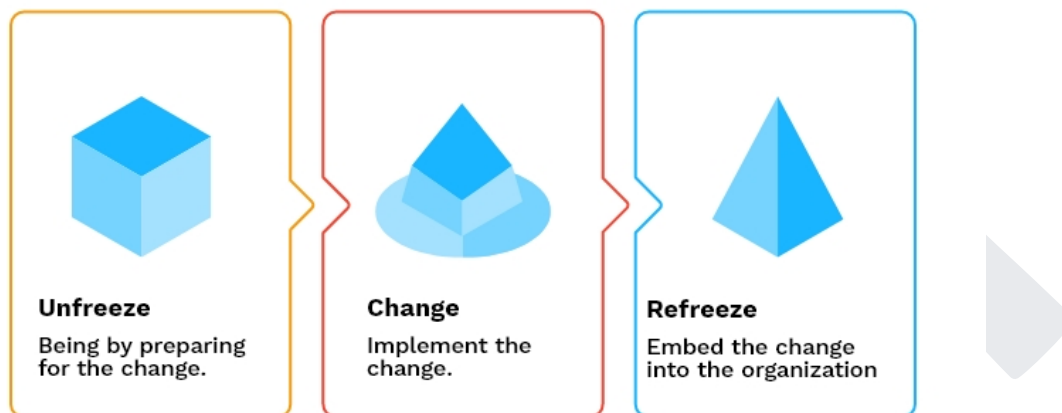 Unfreeze
Being by preparing
for the change.
Change
Implement the
change.
Refreeze
Embed the change
into the organization